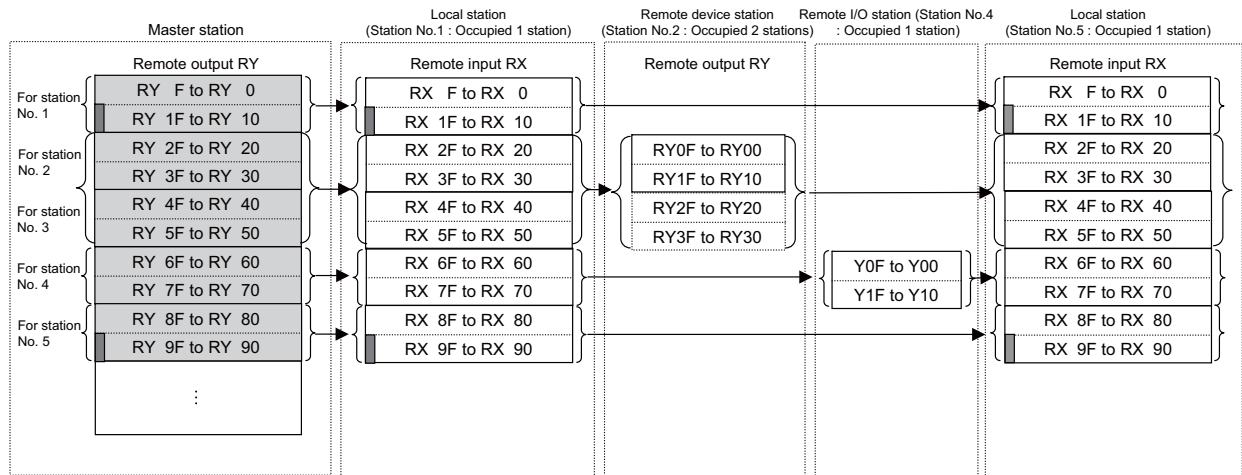 Master station
Local station
(Station No.1 : Occupied 1 station)
Remote device station
(Station No.2 : Occupied 2 stations)
Remote I/O station (Station No.4
: Occupied 1 station)
Local station
(Station No.5 : Occupied 1 station)
Remote output RY
Remote input RX
Remote output RY
Remote input RX
For station
No. 1
RY F to RY 0
RY 1F to RY 10
For station
No. 2
RY 2F to RY 20
RY 3F to RY 30
For station
No. 3
RY 4F to RY 40
RY 5F to RY 50
For station
No. 4
RY 6F to RY 60
RY 7F to RY 70
For station
No. 5
RY 8F to RY 80
RY 9F to RY 90
⋮
RX F to RX 0
RX 1F to RX 10
RX 2F to RX 20
RX 3F to RX 30
RX 4F to RX 40
RX 5F to RX 50
RX 6F to RX 60
RX 7F to RX 70
RX 8F to RX 80
RX 9F to RX 90
RY0F to RY00
RY1F to RY10
RY2F to RY20
RY3F to RY30
Y0F to Y00
Y1F to Y10
RX F to RX 0
RX 1F to RX 10
RX 2F to RX 20
RX 3F to RX 30
RX 4F to RX 40
RX 5F to RX 50
RX 6F to RX 60
RX 7F to RX 70
RX 8F to RX 80
RX 9F to RX 90